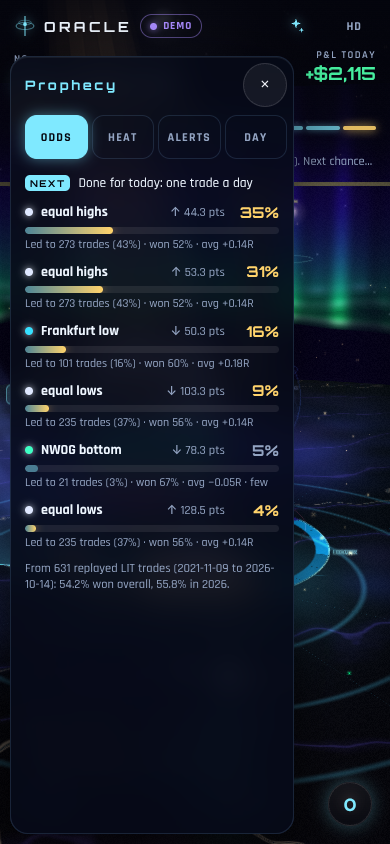 ORACLE
DEMO
HD
P&L TODAY
+$2,115
Prophecy
×
ODDS
HEAT
ALERTS
DAY
). Next chance...
NEXT Done for today: one trade a day
equal highs ↑ 44.3 pts 35%
Led to 273 trades (43%) · won 52% · avg +0.14R
equal highs ↑ 53.3 pts 31%
Led to 273 trades (43%) · won 52% · avg +0.14R
Frankfurt low ↓ 50.3 pts 16%
Led to 101 trades (16%) · won 60% · avg +0.18R
equal lows ↓ 103.3 pts 9%
Led to 235 trades (37%) · won 56% · avg +0.14R
NWOG bottom ↓ 78.3 pts 5%
Led to 21 trades (3%) · won 67% · avg −0.05R · few
equal lows ↑ 128.5 pts 4%
Led to 235 trades (37%) · won 56% · avg +0.14R
From 631 replayed LIT trades (2021-11-09 to 2026-
10-14): 54.2% won overall, 55.8% in 2026.
O